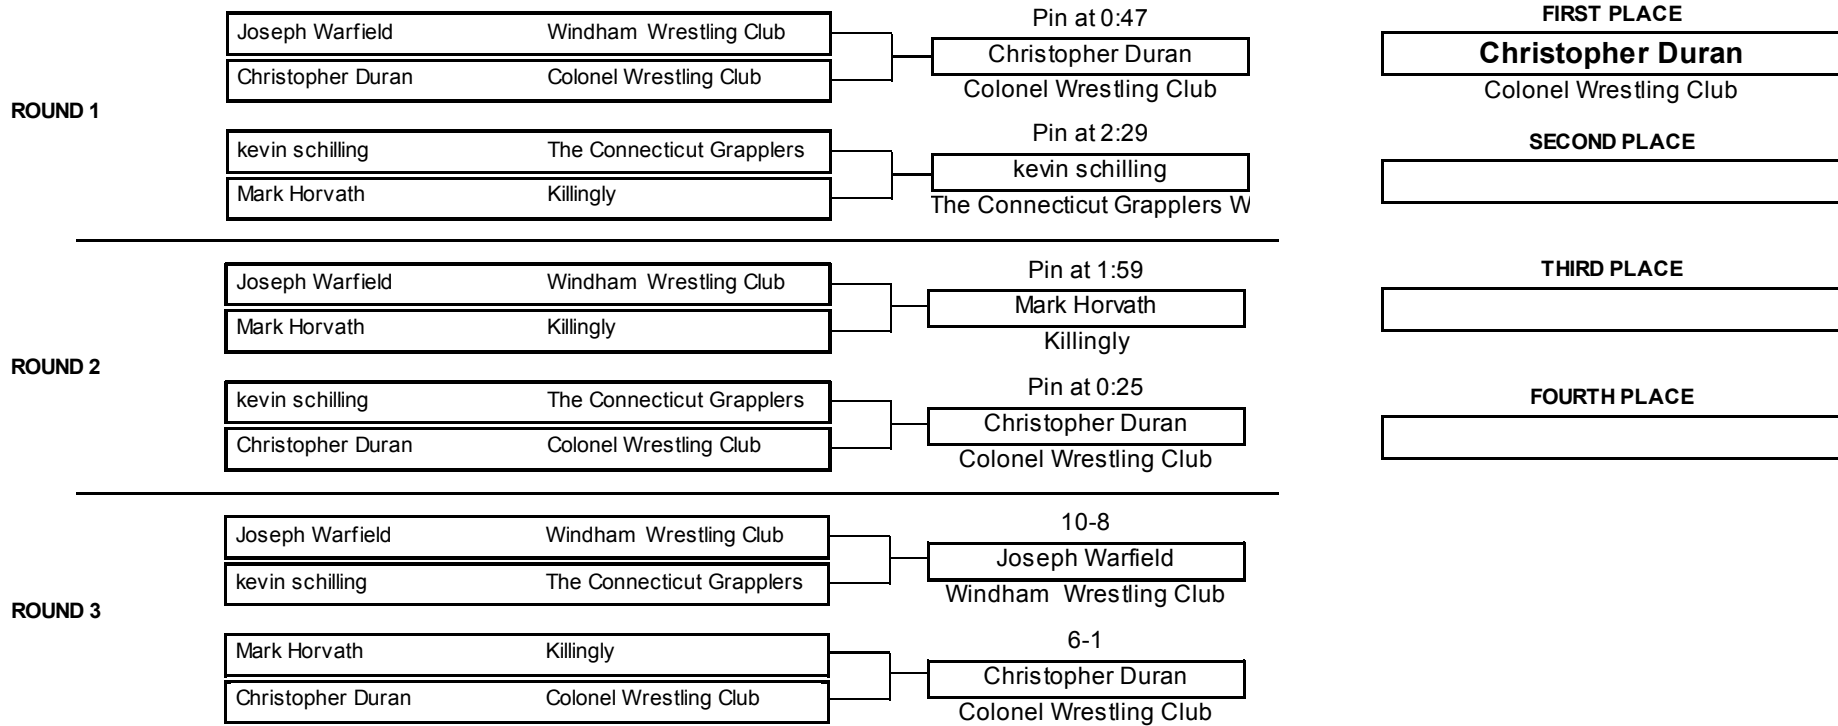 Joseph Warfield Windham Wrestling Club
Christopher Duran Colonel Wrestling Club
Pin at 0:47
Christopher Duran
Colonel Wrestling Club
ROUND 1
kevin schilling The Connecticut Grapplers
Mark Horvath Killingly
Pin at 2:29
kevin schilling
The Connecticut Grapplers W
Joseph Warfield Windham Wrestling Club
Mark Horvath Killingly
Pin at 1:59
Mark Horvath
Killingly
ROUND 2
kevin schilling The Connecticut Grapplers
Christopher Duran Colonel Wrestling Club
Pin at 0:25
Christopher Duran
Colonel Wrestling Club
Joseph Warfield Windham Wrestling Club
kevin schilling The Connecticut Grapplers
10-8
Joseph Warfield
Windham Wrestling Club
ROUND 3
Mark Horvath Killingly
Christopher Duran Colonel Wrestling Club
6-1
Christopher Duran
Colonel Wrestling Club
FIRST PLACE
Christopher Duran
Colonel Wrestling Club
SECOND PLACE
THIRD PLACE
FOURTH PLACE